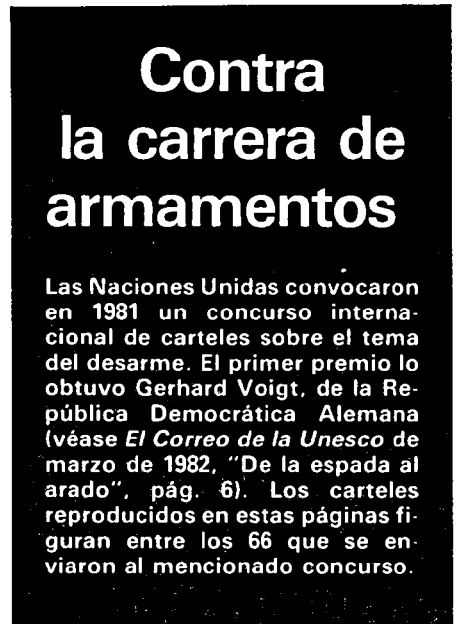 Contra
la carrera de
armamentos
Las Naciones Unidas convocaron
en 1981 un concurso interna-
cional de carteles sobre el tema
del desarme. El primer premio lo
obtuvo Gerhard Voigt, de la Re-
pública Democrática Alemana
(véase El Correo de la Unesco de
marzo de 1982, "De la espada al
arado", pág. 6). Los carteles
reproducidos en estas páginas fi-
guran entre los 66 que se en-
viaron al mencionado concurso.